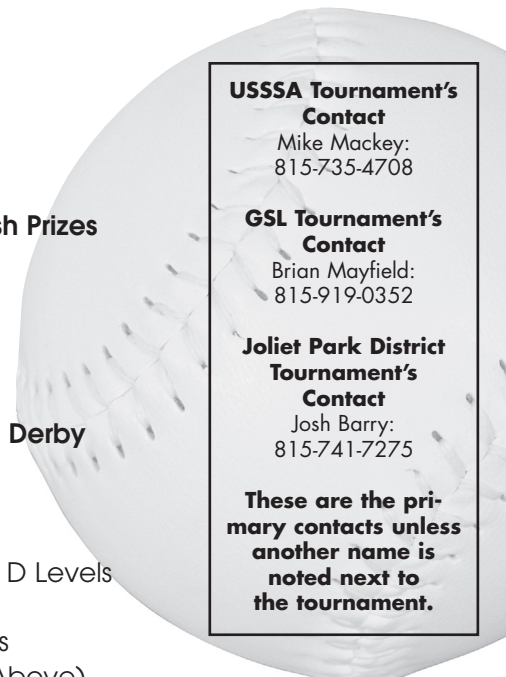 sh Prizes
Derby
D Levels
s
Above)
USSSA Tournament's
Contact
Mike Mackey:
815-735-4708
GSL Tournament's
Contact
Brian Mayfield:
815-919-0352
Joliet Park District
Tournament's
Contact
Josh Barry:
815-741-7275
These are the pri-
mary contacts unless
another name is
noted next to
the tournament.